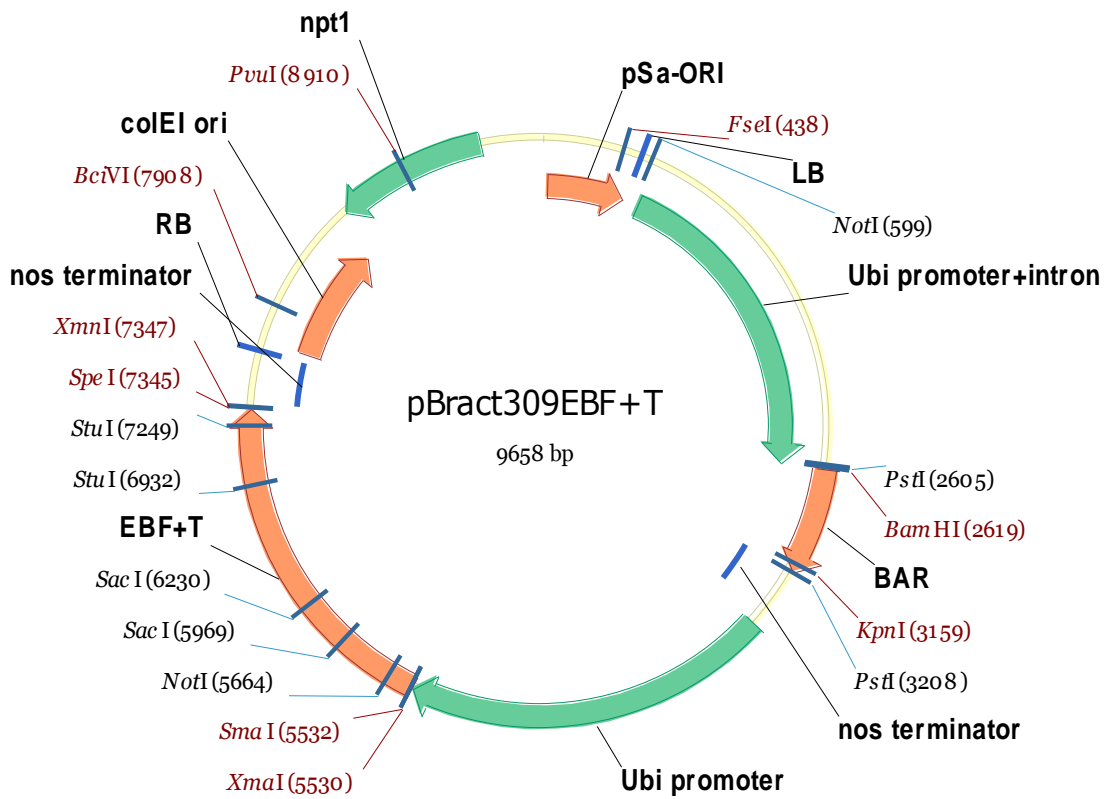 npt1
PvuI(8910)
pSa-ORI
colEI ori
FseI(438)
LB
BciVI(7908)
RB
NotI(599)
nos terminator
Ubi promoter+intron
XmnI(7347)
SpeI(7345)
pBract309EBF+T
StuI(7249)
9658 bp
StuI(6932)
PstI(2605)
EBF+T
BamHI(2619)
SacI(6230)
BAR
SacI(5969)
KpnI(3159)
NotI(5664)
PstI(3208)
SmaI(5532)
nos terminator
XmaI(5530)
Ubi promoter